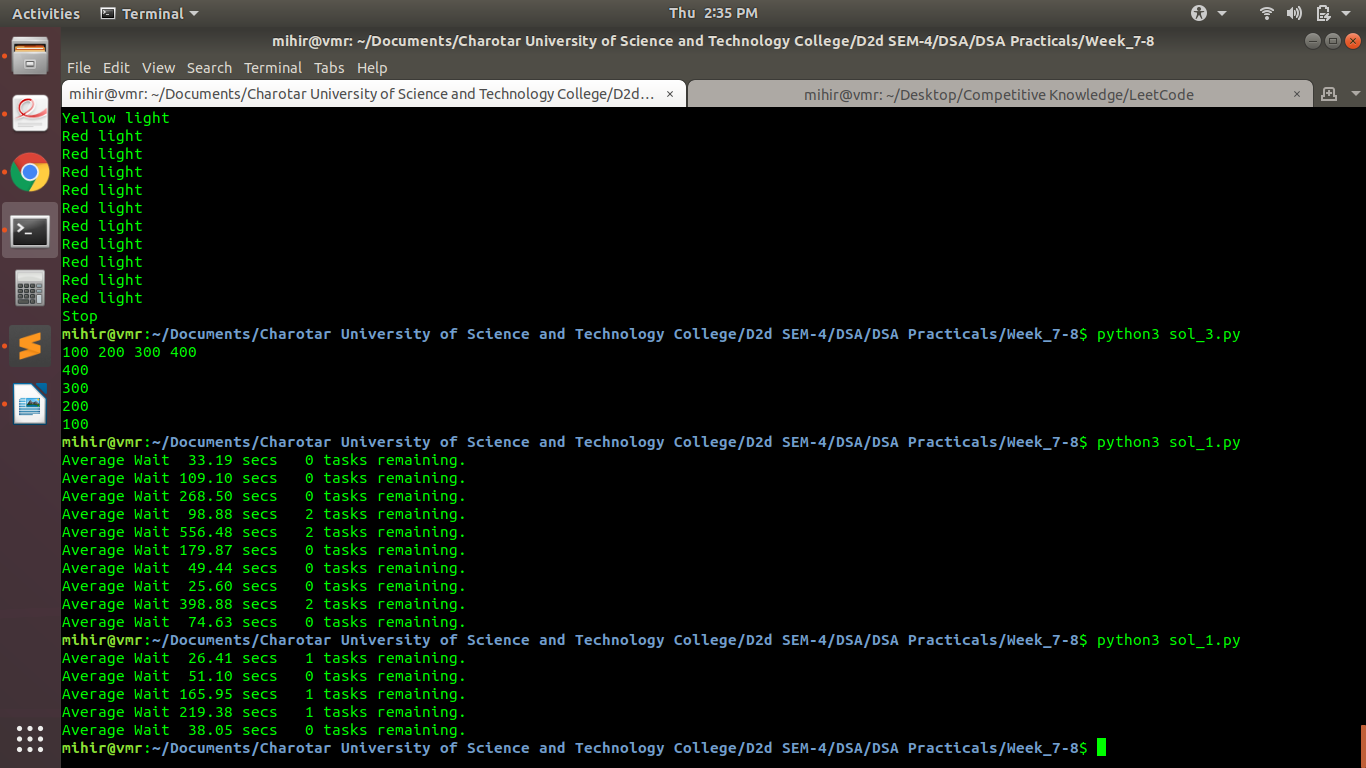 Activities Terminal Thu 2:35 PM
mihir@vmr: ~/Documents/Charotar University of Science and Technology College/D2d SEM-4/DSA/DSA Practicals/Week_7-8
File Edit View Search Terminal Tabs Help
mihir@vmr: ~/Documents/Charotar University of Science and Technology College/D2d... × mihir@vmr: ~/Desktop/Competitive Knowledge/LeetCode ×
Yellow light
Red light
Red light
Red light
Red light
Red light
Red light
Red light
Red light
Red light
Red light
Stop
mihir@vmr:~/Documents/Charotar University of Science and Technology College/D2d SEM-4/DSA/DSA Practicals/Week_7-8$ python3 sol_3.py
100 200 300 400
400
300
200
100
mihir@vmr:~/Documents/Charotar University of Science and Technology College/D2d SEM-4/DSA/DSA Practicals/Week_7-8$ python3 sol_1.py
Average Wait  33.19 secs   0 tasks remaining.
Average Wait 109.10 secs   0 tasks remaining.
Average Wait 268.50 secs   0 tasks remaining.
Average Wait  98.88 secs   2 tasks remaining.
Average Wait 556.48 secs   2 tasks remaining.
Average Wait 179.87 secs   0 tasks remaining.
Average Wait  49.44 secs   0 tasks remaining.
Average Wait  25.60 secs   0 tasks remaining.
Average Wait 398.88 secs   2 tasks remaining.
Average Wait  74.63 secs   0 tasks remaining.
mihir@vmr:~/Documents/Charotar University of Science and Technology College/D2d SEM-4/DSA/DSA Practicals/Week_7-8$ python3 sol_1.py
Average Wait  26.41 secs   1 tasks remaining.
Average Wait  51.10 secs   0 tasks remaining.
Average Wait 165.95 secs   1 tasks remaining.
Average Wait 219.38 secs   1 tasks remaining.
Average Wait  38.05 secs   0 tasks remaining.
mihir@vmr:~/Documents/Charotar University of Science and Technology College/D2d SEM-4/DSA/DSA Practicals/Week_7-8$